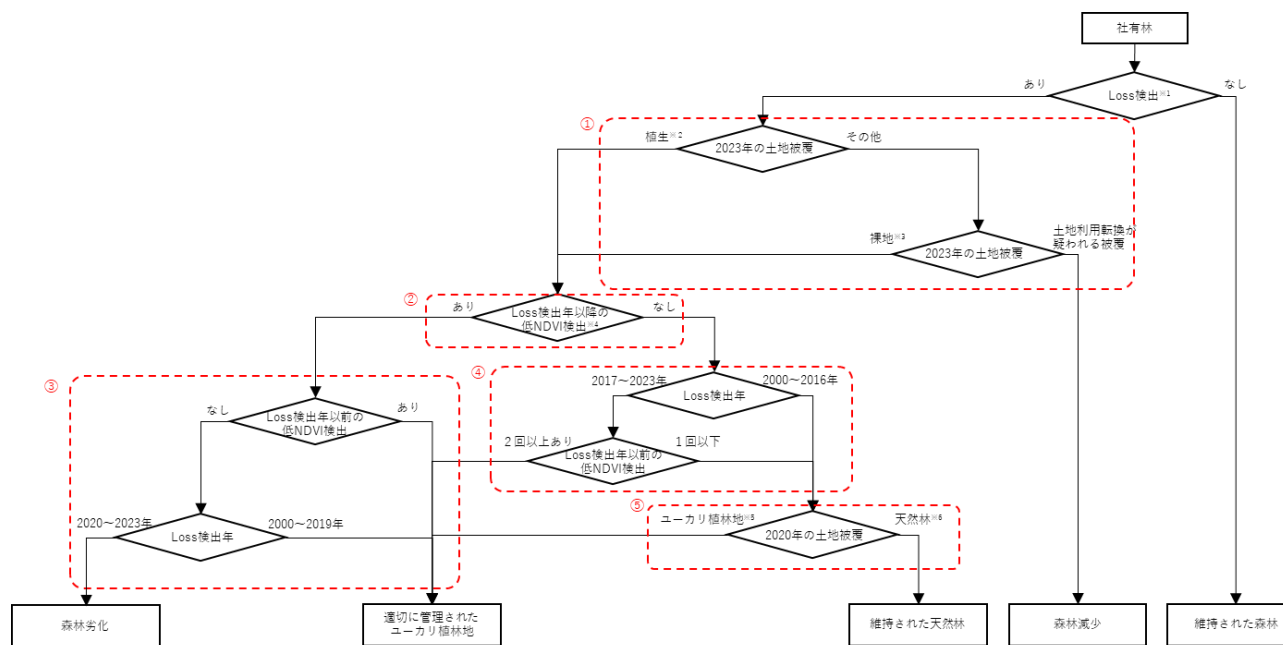 社有林
あり
Loss検出※1
なし
①
植生※2
2023年の土地被覆
その他
裸地※3
2023年の土地被覆
土地利用転換が
疑われる被覆
②
あり
Loss検出年以降の
低NDVI検出※4
なし
③
④
2017～2023年
Loss検出年
2000～2016年
なし
Loss検出年以前の
低NDVI検出
あり
2回以上あり
Loss検出年以前の
低NDVI検出
1回以下
⑤
2020～2023年
Loss検出年
2000～2019年
ユーカリ植林地※5
2020年の土地被覆
天然林※6
森林劣化
適切に管理された
ユーカリ植林地
維持された天然林
森林減少
維持された森林